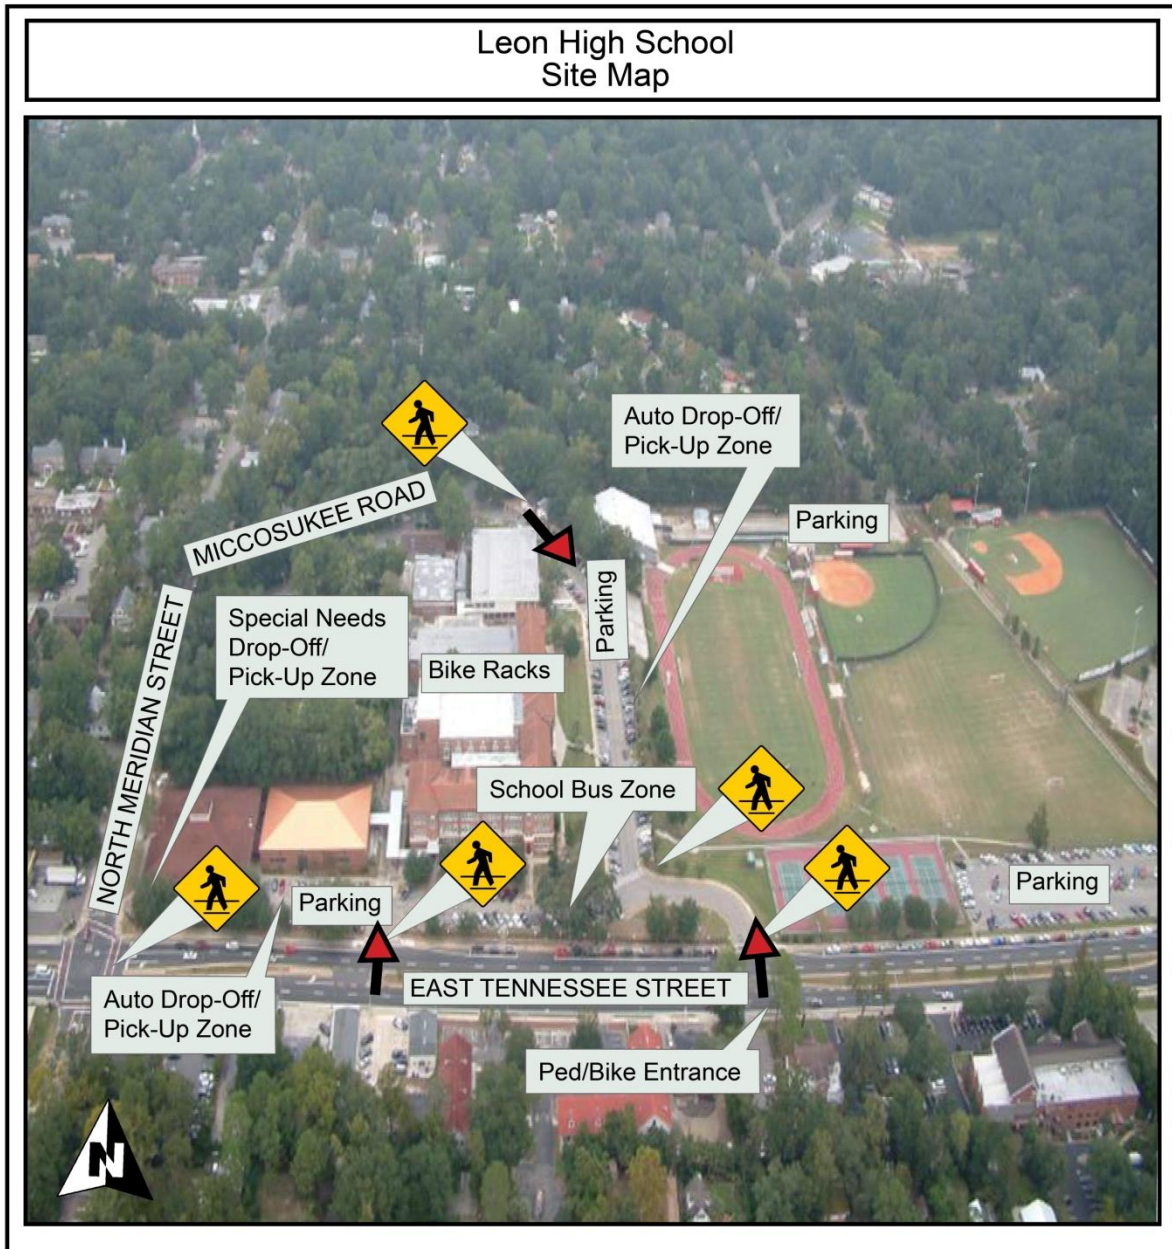 Leon High School
Site Map
Auto Drop-Off/
Pick-Up Zone
MICCOSUKEE ROAD
Parking
Parking
Special Needs
Drop-Off/
Pick-Up Zone
NORTH MERIDIAN STREET
Bike Racks
School Bus Zone
Parking
Parking
EAST TENNESSEE STREET
Auto Drop-Off/
Pick-Up Zone
Ped/Bike Entrance
N